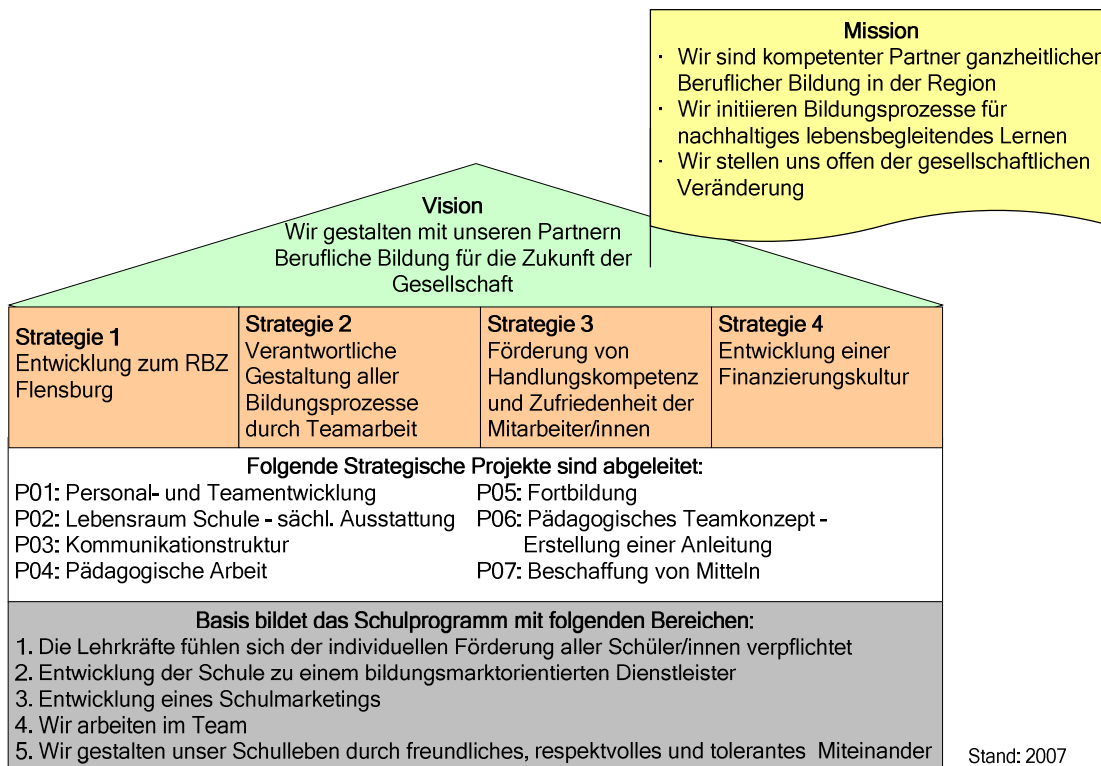 Mission
· Wir sind kompetenter Partner ganzheitlicher
Beruflicher Bildung in der Region
· Wir initiieren Bildungsprozesse für
nachhaltiges lebensbegleitendes Lernen
· Wir stellen uns offen der gesellschaftlichen
Veränderung
Vision
Wir gestalten mit unseren Partnern
Berufliche Bildung für die Zukunft der
Gesellschaft
Strategie 1
Entwicklung zum RBZ
Flensburg
Strategie 2
Verantwortliche
Gestaltung aller
Bildungsprozesse
durch Teamarbeit
Strategie 3
Förderung von
Handlungskompetenz
und Zufriedenheit der
Mitarbeiter/innen
Strategie 4
Entwicklung einer
Finanzierungskultur
Folgende Strategische Projekte sind abgeleitet:
P01: Personal- und Teamentwicklung
P02: Lebensraum Schule - sächl. Ausstattung
P03: Kommunikationstruktur
P04: Pädagogische Arbeit
P05: Fortbildung
P06: Pädagogisches Teamkonzept -
Erstellung einer Anleitung
P07: Beschaffung von Mitteln
Basis bildet das Schulprogramm mit folgenden Bereichen:
1. Die Lehrkräfte fühlen sich der individuellen Förderung aller Schüler/innen verpflichtet
2. Entwicklung der Schule zu einem bildungsmarktorientierten Dienstleister
3. Entwicklung eines Schulmarketings
4. Wir arbeiten im Team
5. Wir gestalten unser Schulleben durch freundliches, respektvolles und tolerantes Miteinander
Stand: 2007